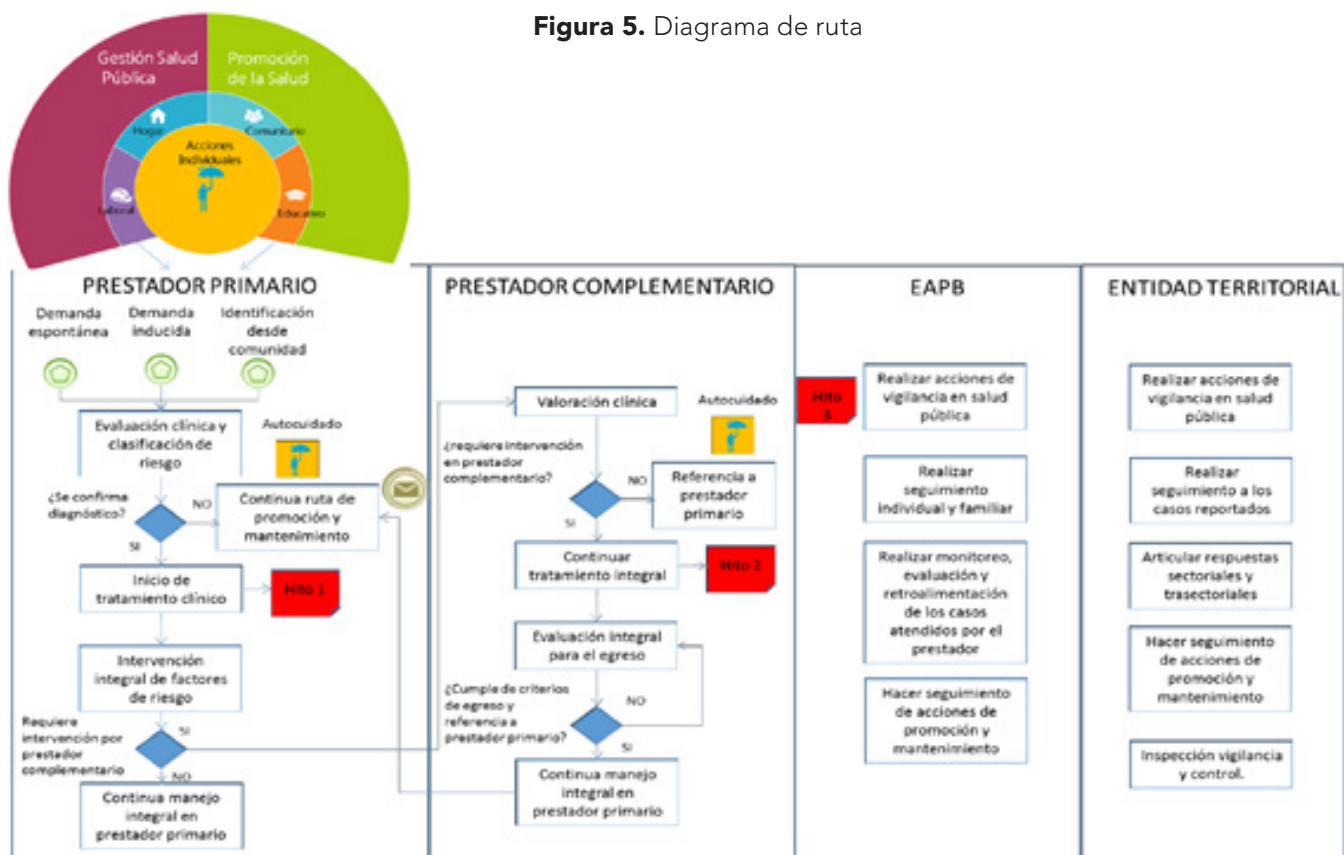 Figura 5. Diagrama de ruta
Gestión Salud
Pública
Promoción
de la Salud
Hogar
Comunitario
Acciones
Individuales
Laboral
Educativo
PRESTADOR PRIMARIO
Demanda
espontánea
Demanda
inducida
Identificación
desde
comunidad
Evaluación clínica y
clasificación de
riesgo
Autocuidado
¿Se confirma
diagnóstico?
NO
Continua ruta de
promoción y
mantenimiento
SI
Inicio de
tratamiento clínico
Hito 1
Intervención
integral de factores
de riesgo
Requiere
intervención por
prestador
complementario
SI
NO
Continua manejo
integral en
prestador primario
PRESTADOR COMPLEMENTARIO
Valoración clínica
Autocuidado
¿requiere intervención
en prestador
complementario?
NO
Referencia a
prestador
primario
SI
Continuar
tratamiento integral
Hito 2
Evaluación integral
para el egreso
¿Cumple de criterios
de egreso y
referencia a
prestador primario?
NO
SI
Continua manejo
integral en
prestador primario
EAPB
Hito
3
Realizar acciones de
vigilancia en salud
pública
Realizar
seguimiento
individual y familiar
Realizar monitoreo,
evaluación y
retroalimentación
de los casos
atendidos por el
prestador
Hacer seguimiento
de acciones de
promoción y
mantenimiento
ENTIDAD TERRITORIAL
Realizar acciones de
vigilancia en salud
pública
Realizar
seguimiento a los
casos reportados
Articular respuestas
sectoriales y
trasectoriales
Hacer seguimiento
de acciones de
promoción y
mantenimiento
Inspección vigilancia
y control.